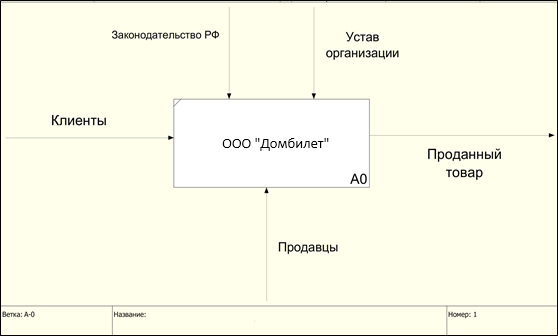 Законодательство РФ
Устав
организации
Клиенты
ООО "Домбилет"
Проданный
товар
A0
Продавцы
Ветка: A-0
Название:
Номер: 1